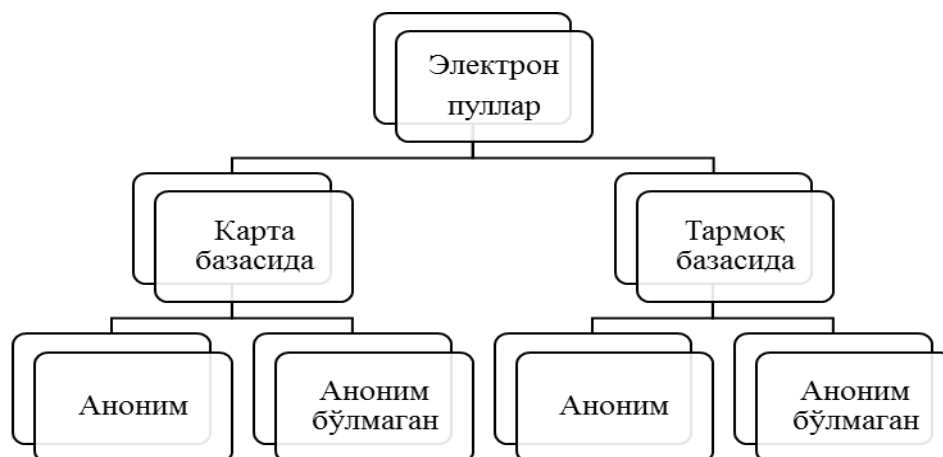 Электрон
пуллар
Карта
базасида
Тармоқ
базасида
Аноним
Аноним
бўлмаган
Аноним
Аноним
бўлмаган